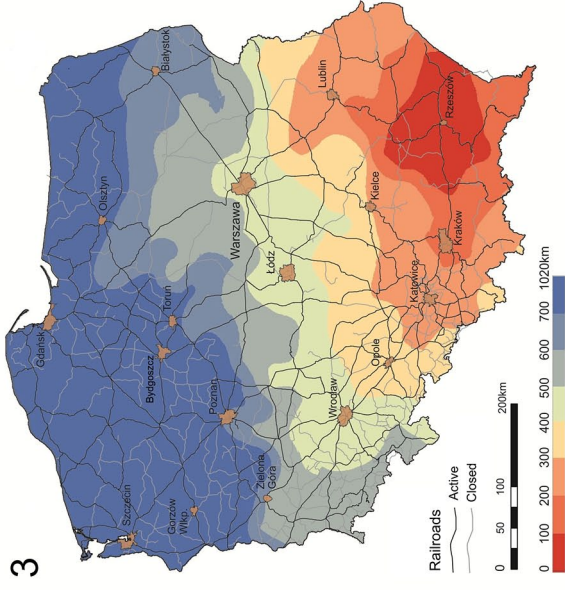 3
Gdańsk
Olsztyn
Szczecin
Białystok
Bydgoszcz
Toruń
Gorzów
Wlkp
Poznań
Warszawa
Zielona
Góra
Łódź
Lublin
Wrocław
Kielce
Opole
Katowice
Rzeszów
Kraków
Railroads
Active
Closed
0 50 100 200km
0 100 200 300 400 500 600 700 1020km